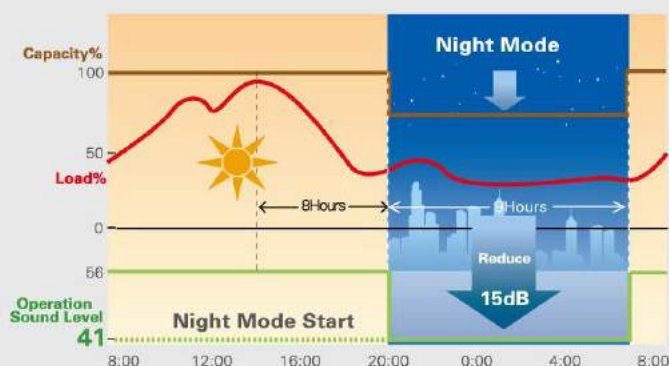 Capacity%
Night Mode
100
50
Load%
8Hours
9Hours
0
Reduce
56
15dB
Operation
Sound Level
41
Night Mode Start
8:00 12:00 16:00 20:00 0:00 4:00 8:00